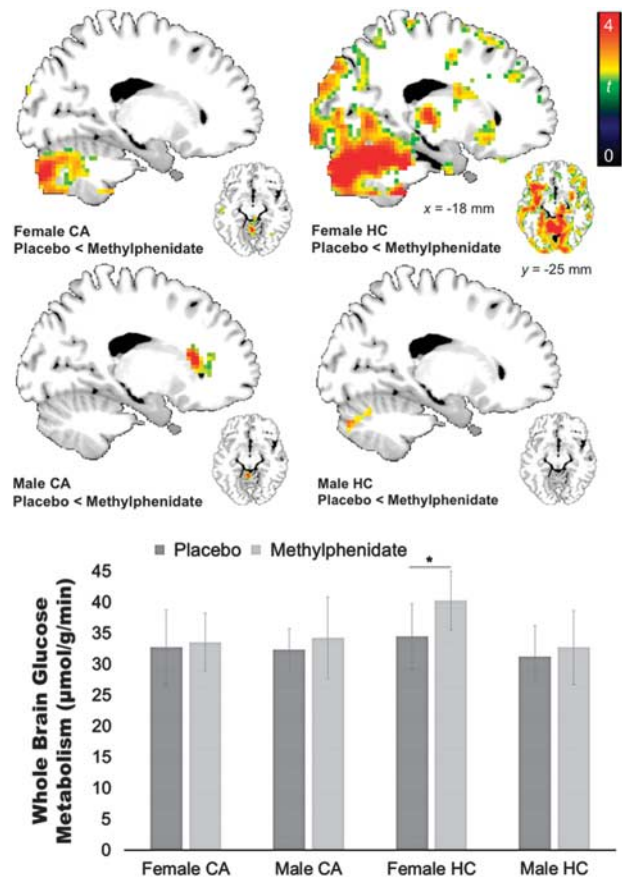 4
t
0
Female CA
Placebo < Methylphenidate
Female HC
Placebo < Methylphenidate
x = -18 mm
y = -25 mm
Male CA
Placebo < Methylphenidate
Male HC
Placebo < Methylphenidate
Placebo Methylphenidate
*
Whole Brain Glucose
Metabolism (µmol/g/min)
45
40
35
30
25
20
15
10
5
0
Female CA Male CA Female HC Male HC